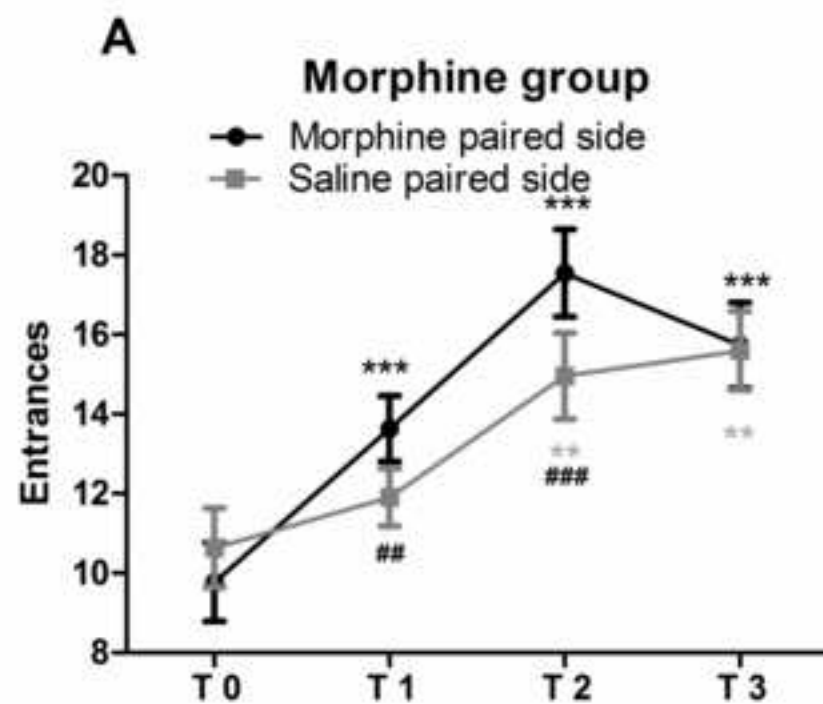 A
Morphine group
Morphine paired side
Saline paired side
20
18
16
14
12
10
8
Entrances
***
***
***
**
**
###
##
T 0
T 1
T 2
T 3